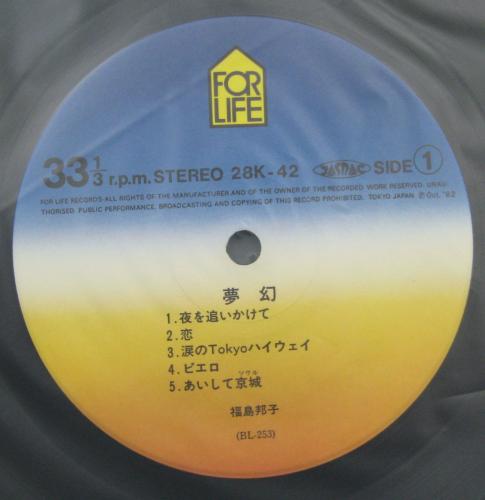 FOR
LIFE
33 1/3 r.p.m. STEREO 28K-42 JASRAC SIDE 1
FOR LIFE RECORDS-ALL RIGHTS OF THE MANUFACTURER AND OF THE OWNER OF THE RECORDED WORK RESERVED. UNAU-
THORISED PUBLIC PERFORMANCE, BROADCASTING AND COPYING OF THIS RECORD PROHIBITED. TOKYO JAPAN ℗ Oct. '82
夢幻
1.夜を追いかけて
2.恋
3.涙のTokyoハイウェイ
4.ピエロ
ソウル
5.あいして京城
福島邦子
(BL-253)